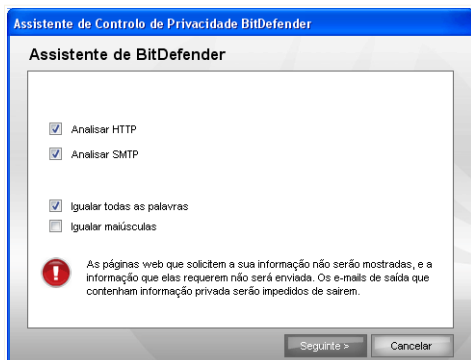 Assistente de Controlo de Privacidade BitDefender
Assistente de BitDefender
Analisar HTTP
Analisar SMTP
Igualar todas as palavras
Igualar maiúsculas
As páginas web que solicitem a sua informação não serão mostradas, e a
informação que elas requerem não será enviada. Os e-mails de saída que
contenham informação privada serão impedidos de sairem.
Seguinte >
Cancelar